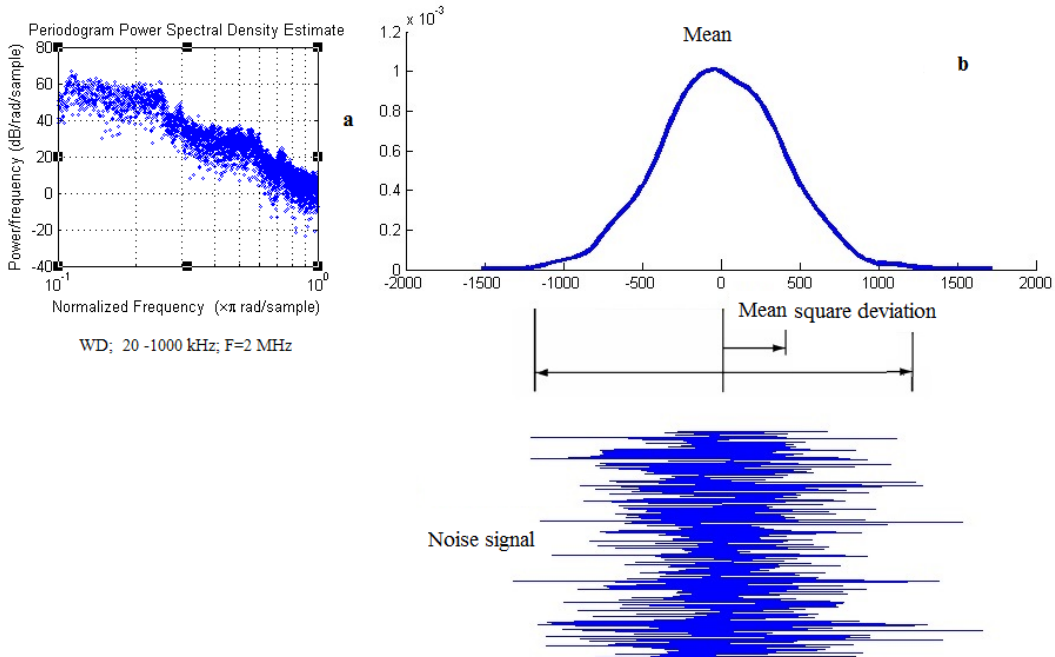 Periodogram Power Spectral Density Estimate
80
60
40
20
0
-20
-40
Power/frequency (dB/rad/sample)
10^-1
10^0
Normalized Frequency (×π rad/sample)
WD; 20 -1000 kHz; F=2 MHz
a
x 10^-3
1.2
1
0.8
0.6
0.4
0.2
0
-2000 -1500 -1000 -500 0 500 1000 1500 2000
Mean
b
Mean square deviation
Noise signal